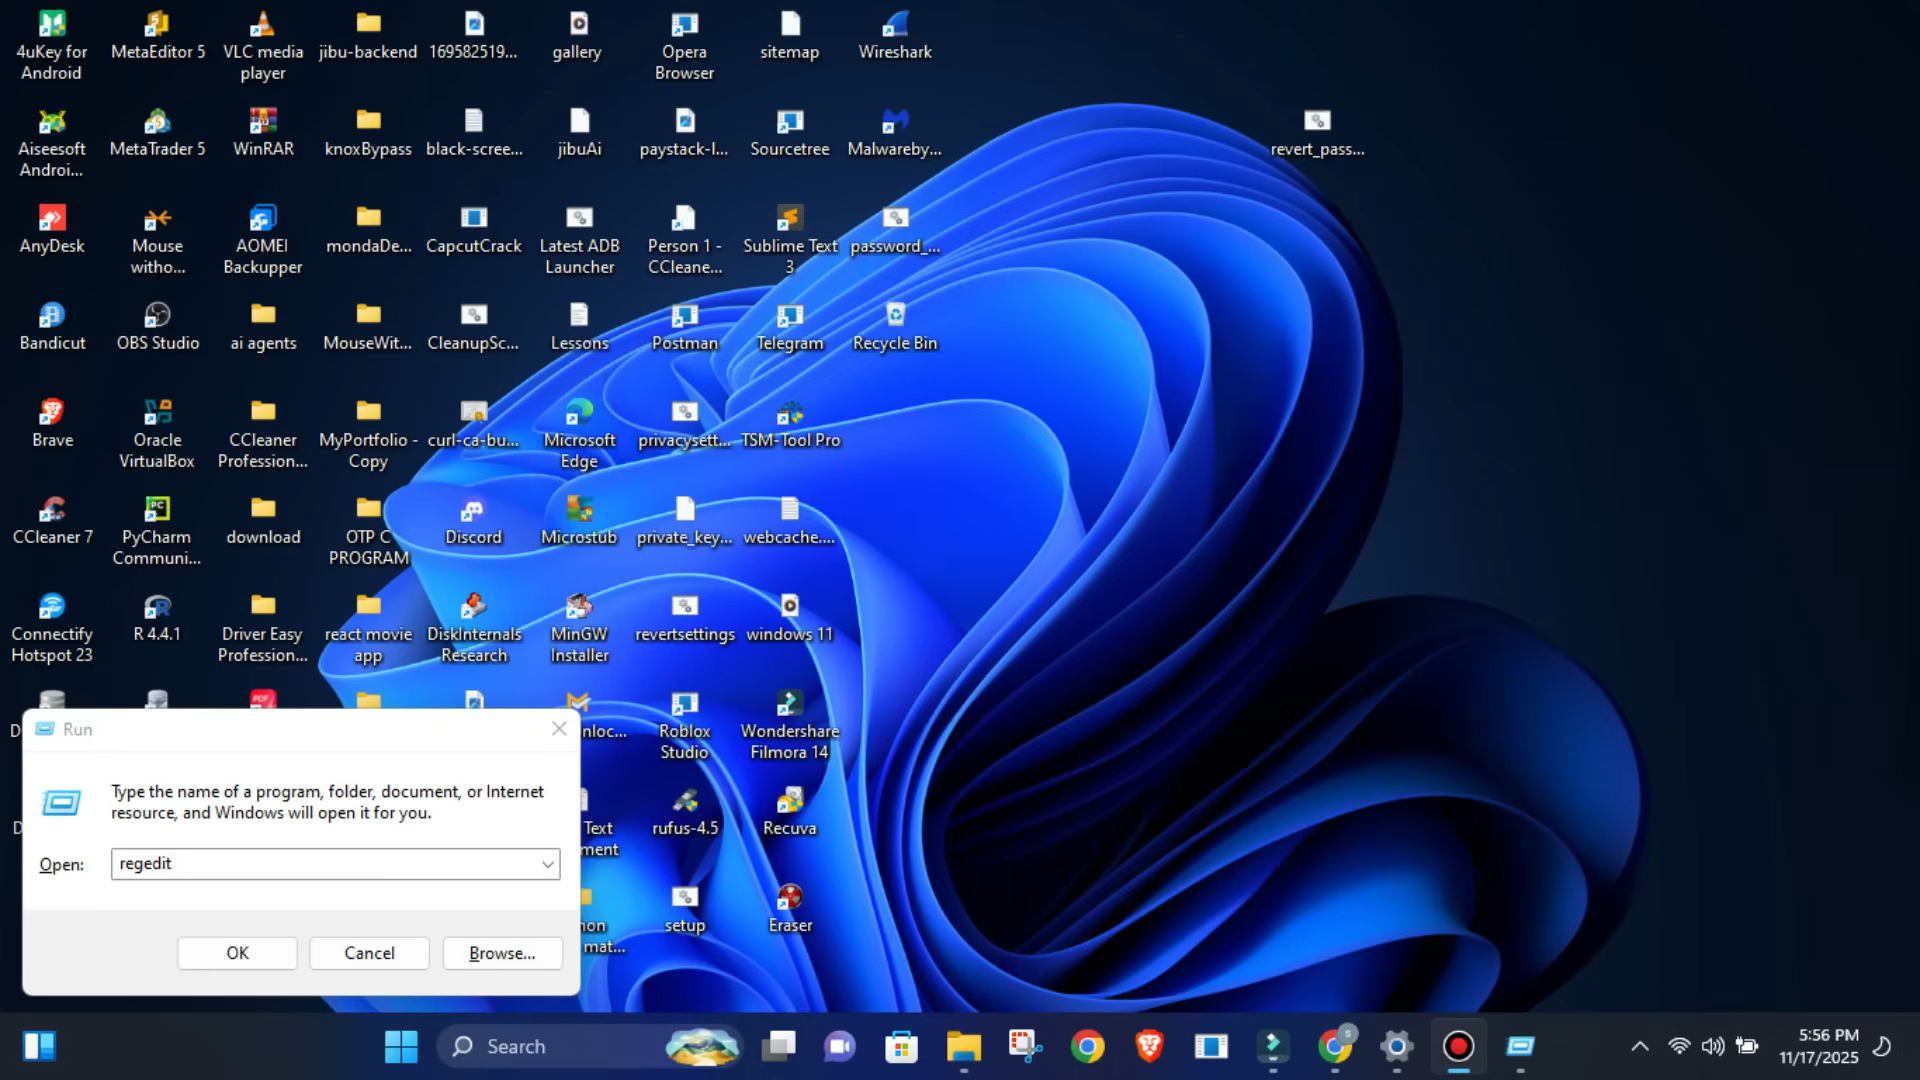 4uKey for
Android
MetaEditor 5
VLC media
player
jibu-backend
169582519...
gallery
Opera
Browser
sitemap
Wireshark
Aiseesoft
Androi...
MetaTrader 5
WinRAR
knoxBypass
black-scree...
jibuAi
paystack-l...
Sourcetree
Malwareby...
revert_pass...
AnyDesk
Mouse
witho...
AOMEI
Backupper
mondaDe...
CapcutCrack
Latest ADB
Launcher
Person 1 -
CCleane...
Sublime Text
3
password_...
Bandicut
OBS Studio
ai agents
MouseWit...
CleanupSc...
Lessons
Postman
Telegram
Recycle Bin
Brave
Oracle
VirtualBox
CCleaner
Profession...
MyPortfolio -
Copy
curl-ca-bu...
Microsoft
Edge
privacysett...
TSM-Tool Pro
CCleaner 7
PyCharm
Communi...
download
OTP C
PROGRAM
Discord
Microstub
private_key...
webcache....
Connectify
Hotspot 23
R 4.4.1
Driver Easy
Profession...
react movie
app
DiskInternals
Research
MinGW
Installer
revertsettings
windows 11
Roblox
Studio
Wondershare
Filmora 14
Text
rufus-4.5
Recuva
setup
Eraser
Run
Type the name of a program, folder, document, or Internet
resource, and Windows will open it for you.
Open: regedit
OK Cancel Browse...
Search
5:56 PM
11/17/2025